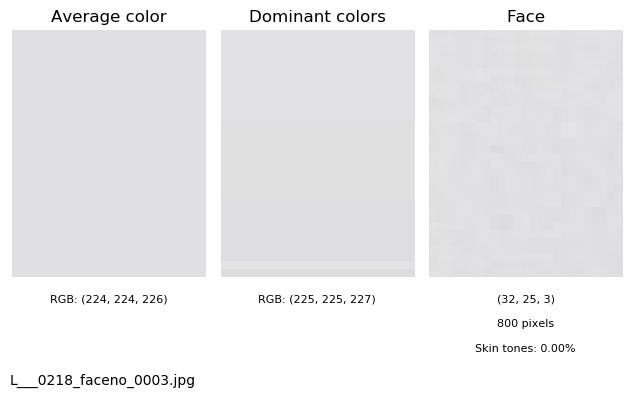 Average color
Dominant colors
Face
RGB: (224, 224, 226)
RGB: (225, 225, 227)
(32, 25, 3)
800 pixels
Skin tones: 0.00%
L___0218_faceno_0003.jpg